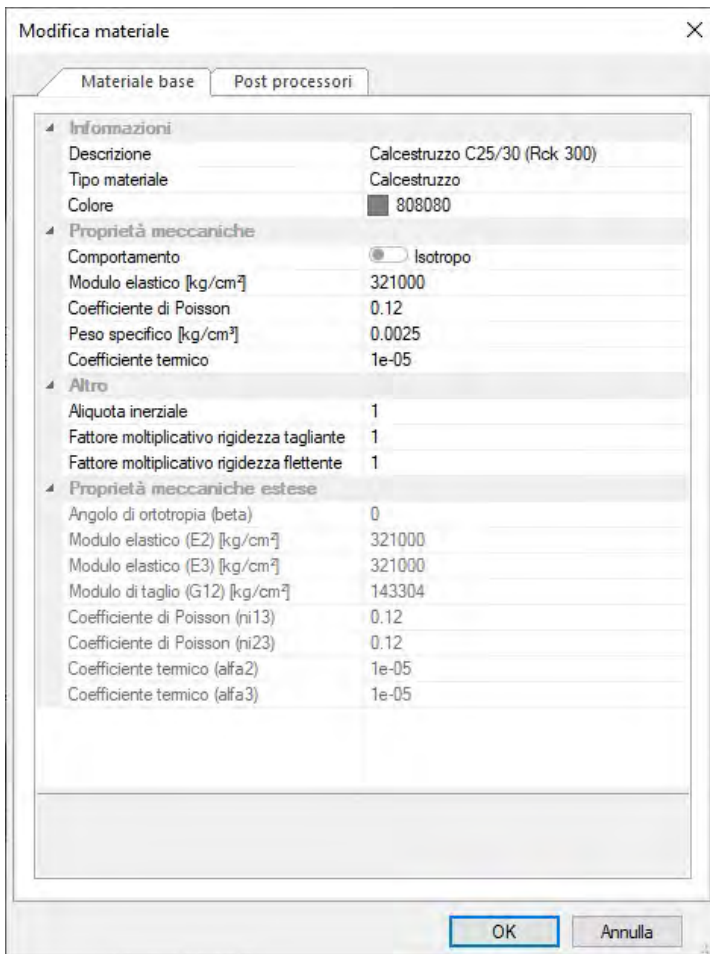 Modifica materiale
Materiale base Post processori
Informazioni
Descrizione Calcestruzzo C25/30 (Rck 300)
Tipo materiale Calcestruzzo
Colore 808080
Proprietà meccaniche
Comportamento Isotropo
Modulo elastico [kg/cm²] 321000
Coefficiente di Poisson 0.12
Peso specifico [kg/cm³] 0.0025
Coefficiente termico 1e-05
Altro
Aliquota inerziale 1
Fattore moltiplicativo rigidezza tagliante 1
Fattore moltiplicativo rigidezza flettente 1
Proprietà meccaniche estese
Angolo di ortotropia (beta) 0
Modulo elastico (E2) [kg/cm²] 321000
Modulo elastico (E3) [kg/cm²] 321000
Modulo di taglio (G12) [kg/cm²] 143304
Coefficiente di Poisson (ni13) 0.12
Coefficiente di Poisson (ni23) 0.12
Coefficiente termico (alfa2) 1e-05
Coefficiente termico (alfa3) 1e-05
OK Annulla